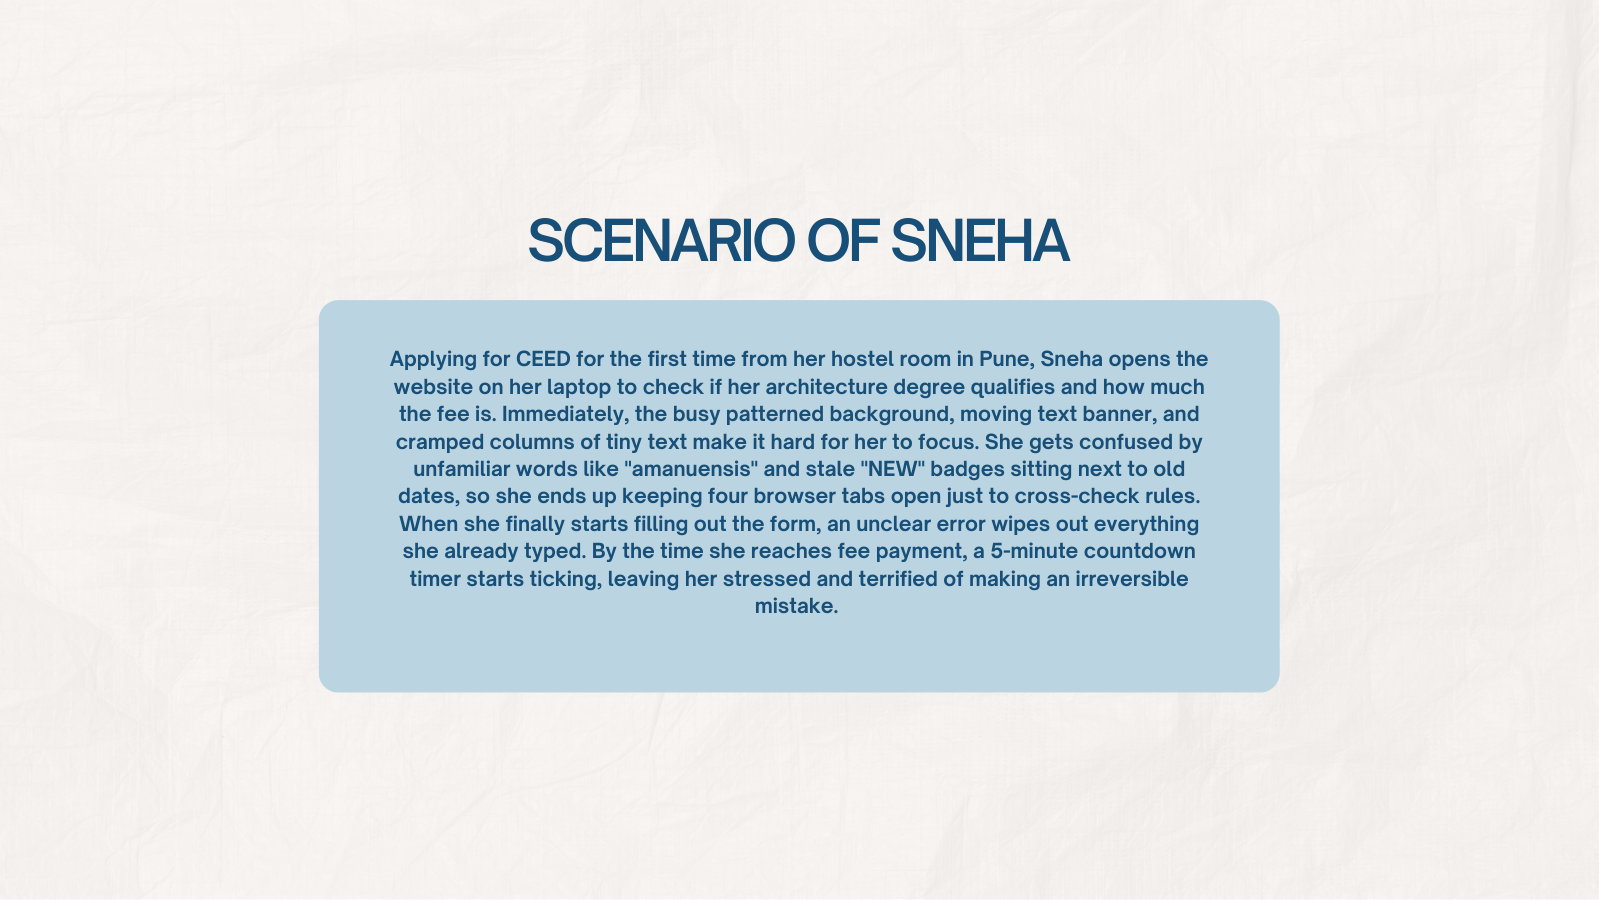 SCENARIO OF SNEHA
Applying for CEED for the first time from her hostel room in Pune, Sneha opens the
website on her laptop to check if her architecture degree qualifies and how much
the fee is. Immediately, the busy patterned background, moving text banner, and
cramped columns of tiny text make it hard for her to focus. She gets confused by
unfamiliar words like "amanuensis" and stale "NEW" badges sitting next to old
dates, so she ends up keeping four browser tabs open just to cross-check rules.
When she finally starts filling out the form, an unclear error wipes out everything
she already typed. By the time she reaches fee payment, a 5-minute countdown
timer starts ticking, leaving her stressed and terrified of making an irreversible
mistake.